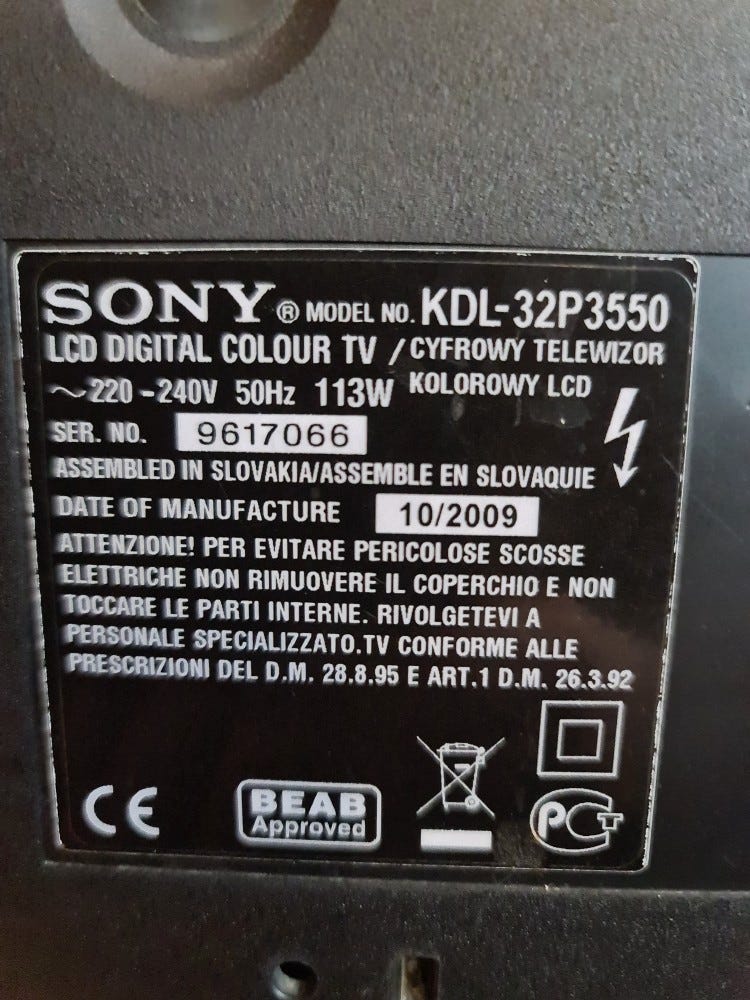 SONY® MODEL NO. KDL-32P3550
LCD DIGITAL COLOUR TV / CYFROWY TELEWIZOR
~220-240V 50Hz 113W KOLOROWY LCD
SER. NO. 9617066
ASSEMBLED IN SLOVAKIA/ASSEMBLE EN SLOVAQUIE
DATE OF MANUFACTURE 10/2009
ATTENZIONE! PER EVITARE PERICOLOSE SCOSSE
ELETTRICHE NON RIMUOVERE IL COPERCHIO E NON
TOCCARE LE PARTI INTERNE. RIVOLGETEVI A
PERSONALE SPECIALIZZATO.TV CONFORME ALLE
PRESCRIZIONI DEL D.M. 28.8.95 E ART.1 D.M. 26.3.92
CE
BEAB
Approved
PCT